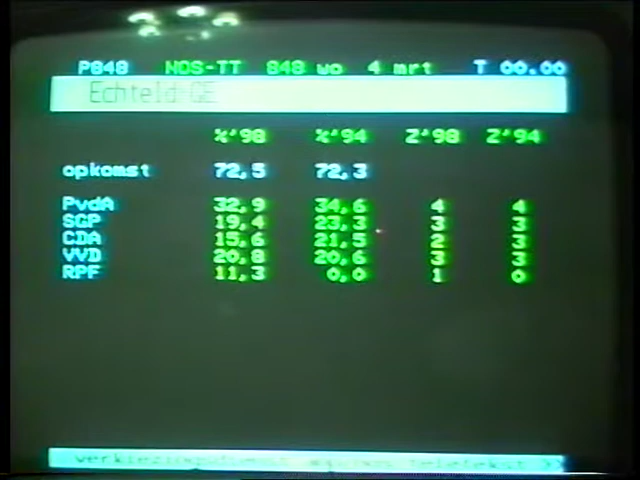 P848 NOS-TT 848 wo 4 mrt T 00.00
Echteld-GE
%'98 %'94 Z'98 Z'94
opkomst 72,5 72,3
PvdA 32,9 34,6 4 4
SGP 19,4 23,3 3 3
CDA 15,6 21,5 2 3
VVD 20,8 20,6 3 3
RPF 11,3 0,0 1 0
teletekst >>